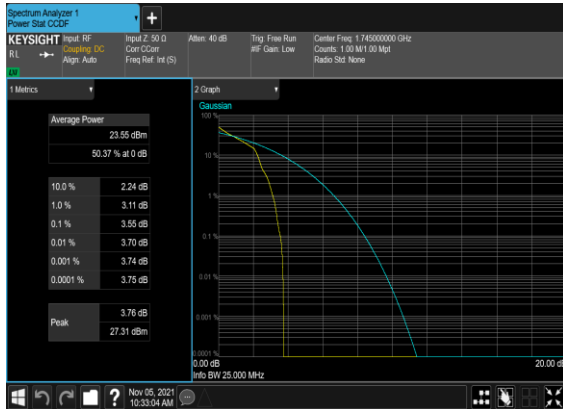 Spectrum Analyzer 1
Power Stat CCDF
+
KEYSIGHT
R L
LXI
Input: RF
Coupling: DC
Align: Auto
Input Z: 50 Ω
Corr CCorr
Freq Ref: Int (S)
Atten: 40 dB
Trig: Free Run
#IF Gain: Low
Center Freq: 1.745000000 GHz
Counts: 1.00 M/1.00 Mpt
Radio Std: None
1 Metrics
Average Power
23.55 dBm
50.37 % at 0 dB
10.0 % 2.24 dB
1.0 % 3.11 dB
0.1 % 3.55 dB
0.01 % 3.70 dB
0.001 % 3.74 dB
0.0001 % 3.75 dB
Peak
3.76 dB
27.31 dBm
2 Graph
Gaussian
100 %
10 %
1 %
0.1 %
0.01 %
0.001 %
0.0001 %
0.00 dB
20.00 dB
Info BW 25.000 MHz
?
Nov 05, 2021
10:33:04 AM